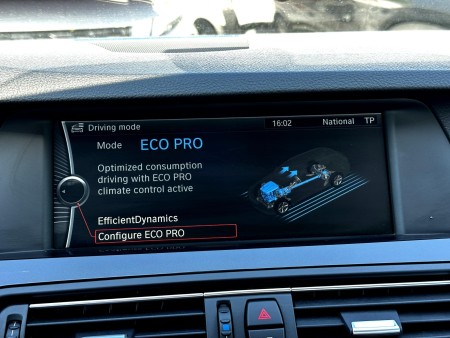 Driving mode 16:02 National TP
Mode ECO PRO
Optimized consumption
driving with ECO PRO
climate control active
EfficientDynamics
Configure ECO PRO